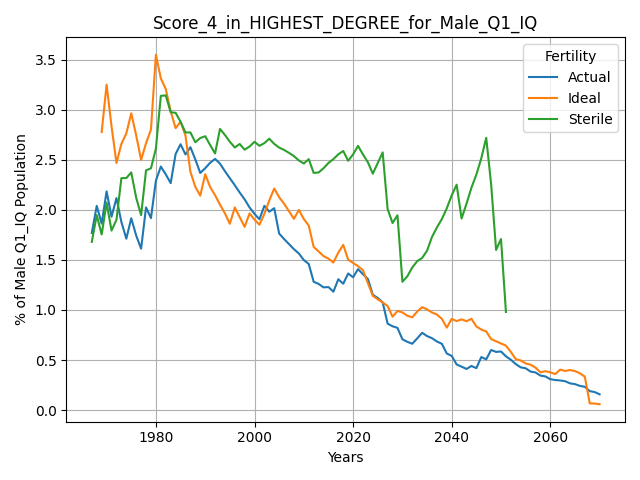 Score_4_in_HIGHEST_DEGREE_for_Male_Q1_IQ
Fertility
Actual
Ideal
Sterile
% of Male Q1_IQ Population
3.5
3.0
2.5
2.0
1.5
1.0
0.5
0.0
1980 2000 2020 2040 2060
Years